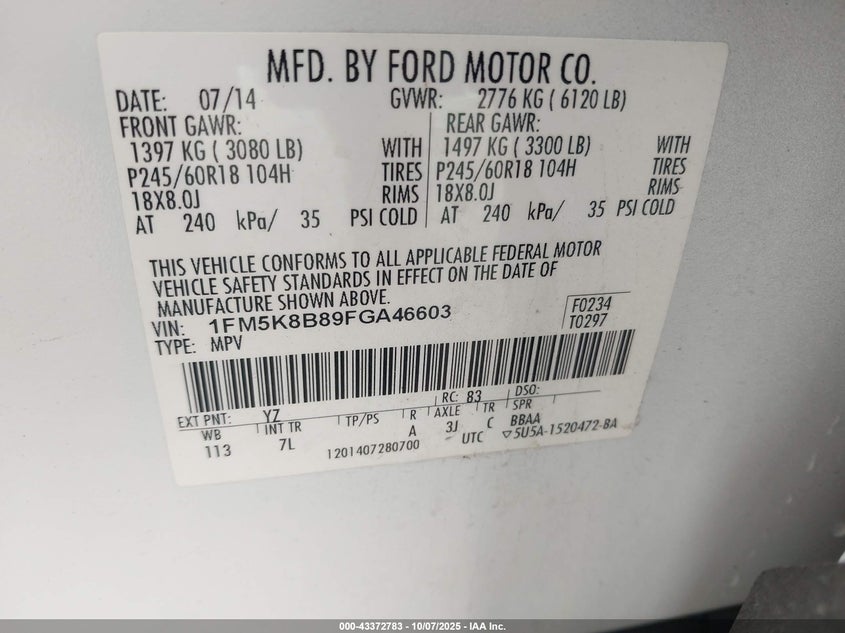 MFD. BY FORD MOTOR CO.
DATE: 07/14 GVWR: 2776 KG ( 6120 LB)
FRONT GAWR: REAR GAWR:
1397 KG ( 3080 LB) WITH 1497 KG ( 3300 LB) WITH
P245/60R18 104H TIRES P245/60R18 104H TIRES
18X8.0J RIMS 18X8.0J RIMS
AT 240 kPa/ 35 PSI COLD AT 240 kPa/ 35 PSI COLD
THIS VEHICLE CONFORMS TO ALL APPLICABLE FEDERAL MOTOR
VEHICLE SAFETY STANDARDS IN EFFECT ON THE DATE OF
MANUFACTURE SHOWN ABOVE.
VIN: 1FM5K8B89FGA46603 F0234
TYPE: MPV T0297
EXT PNT: YZ RC: 83 DSO:
WB INT TR TP/PS R AXLE TR SPR
113 7L A 3J C BBAA
1201407280700 UTC ▽5U5A-1520472-BA
000-43372783 - 10/07/2025 - IAA Inc.